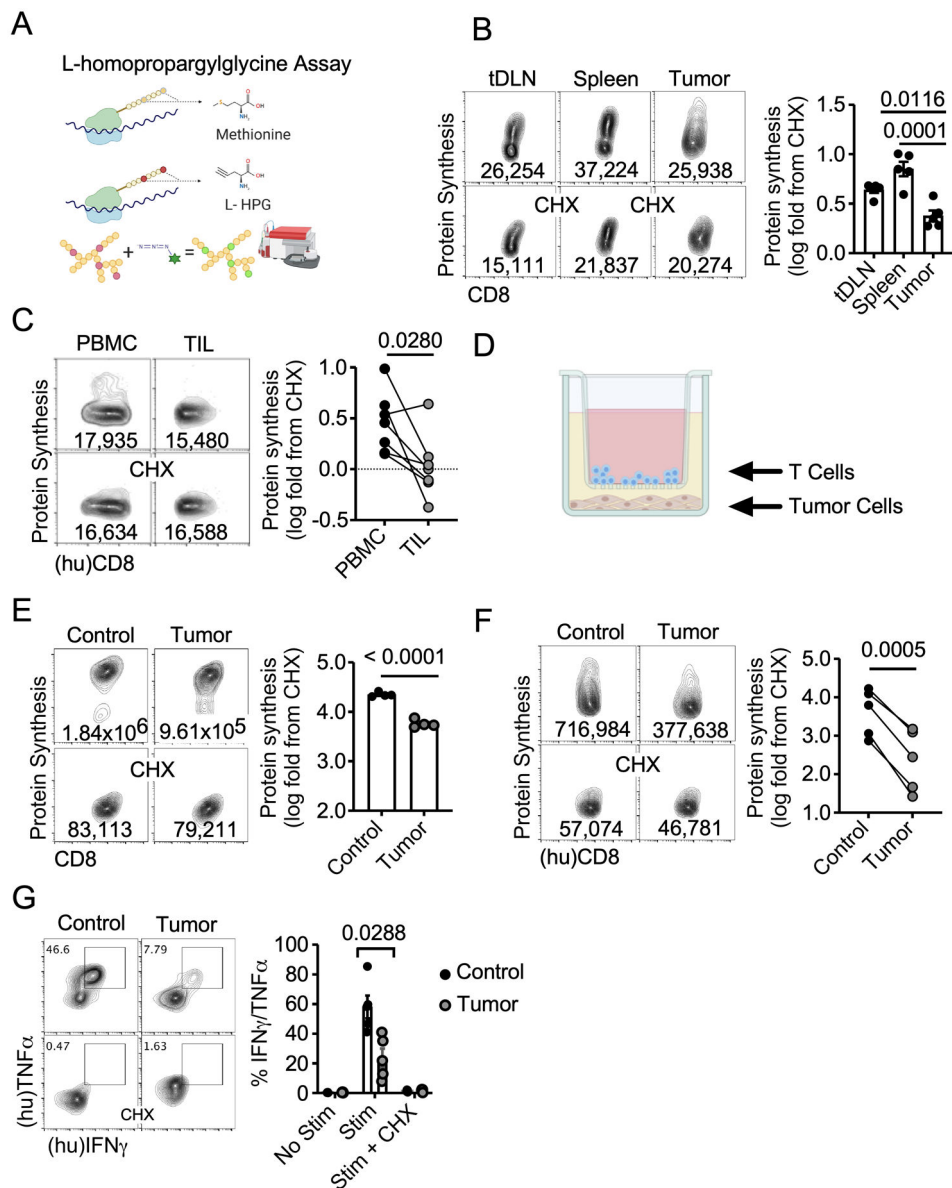 A
L-homopropargylglycine Assay
S
OH
O
NH₂
Methionine
OH
O
NH₂
L- HPG
+
N=N=N
=
B
tDLN Spleen Tumor
Protein Synthesis
26,254 37,224 25,938
CHX CHX
15,111 21,837 20,274
CD8
Protein synthesis
(log fold from CHX)
1.5
1.0
0.5
0.0
0.0116
0.0001
tDLN
Spleen
Tumor
C
PBMC TIL
Protein Synthesis
17,935 15,480
CHX
16,634 16,588
(hu)CD8
Protein synthesis
(log fold from CHX)
0.0280
1.0
0.5
0.0
-0.5
PBMC
TIL
D
T Cells
Tumor Cells
E
Control Tumor
Protein Synthesis
1.84x10⁶ 9.61x10⁵
CHX
83,113 79,211
CD8
Protein synthesis
(log fold from CHX)
< 0.0001
5.0
4.0
3.0
2.0
Control
Tumor
F
Control Tumor
Protein Synthesis
716,984 377,638
CHX
57,074 46,781
(hu)CD8
Protein synthesis
(log fold from CHX)
0.0005
5.0
4.0
3.0
2.0
1.0
Control
Tumor
G
Control Tumor
46.6 7.79
0.47 1.63
CHX
(hu)TNFα
(hu)IFNγ
% IFNγ/TNFα
100
80
60
40
20
0
0.0288
No Stim
Stim
Stim + CHX
Control
Tumor